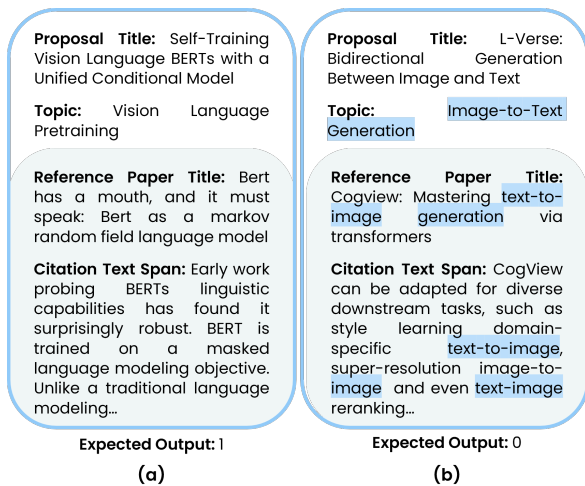 Proposal Title: Self-Training
Vision Language BERTs with a
Unified Conditional Model
Topic: Vision Language
Pretraining
Reference Paper Title: Bert
has a mouth, and it must
speak: Bert as a markov
random field language model
Citation Text Span: Early work
probing BERTs linguistic
capabilities has found it
surprisingly robust. BERT is
trained on a masked
language modeling objective.
Unlike a traditional language
modeling...
Expected Output: 1
(a)
Proposal Title: L-Verse:
Bidirectional Generation
Between Image and Text
Topic: Image-to-Text
Generation
Reference Paper Title:
Cogview: Mastering text-to-
image generation via
transformers
Citation Text Span: CogView
can be adapted for diverse
downstream tasks, such as
style learning domain-
specific text-to-image,
super-resolution image-to-
image and even text-image
reranking...
Expected Output: 0
(b)